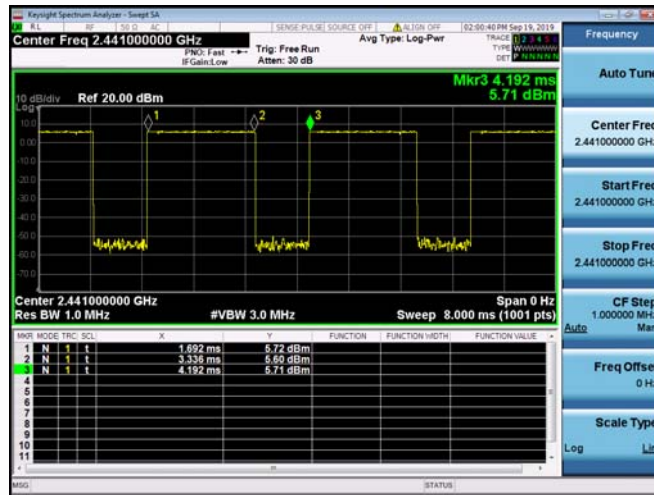 Keysight Spectrum Analyzer - Swept SA
RL RF 50 Ω AC SENSE:PULSE SOURCE OFF ALIGN OFF 02:00:40 PM Sep 19, 2019
Center Freq 2.441000000 GHz
PNO: Fast
IFGain:Low
Trig: Free Run
Atten: 30 dB
Avg Type: Log-Pwr
TRACE 1 2 3 4 5 6
TYPE WWWWWW
DET P NNNNN
Mkr3 4.192 ms
5.71 dBm
10 dB/div Ref 20.00 dBm
Log
10.0
0.00
-10.0
-20.0
-30.0
-40.0
-50.0
-60.0
-70.0
1
2
3
Center 2.441000000 GHz Span 0 Hz
Res BW 1.0 MHz #VBW 3.0 MHz Sweep 8.000 ms (1001 pts)
MKR MODE TRC SCL X Y FUNCTION FUNCTION WIDTH FUNCTION VALUE
1 N 1 t 1.692 ms 5.72 dBm
2 N 1 t 3.336 ms 5.60 dBm
3 N 1 t 4.192 ms 5.71 dBm
4
5
6
7
8
9
10
11
MSG STATUS
Frequency
Auto Tune
Center Freq
2.441000000 GHz
Start Freq
2.441000000 GHz
Stop Freq
2.441000000 GHz
CF Step
1.000000 MHz
Auto Man
Freq Offset
0 Hz
Scale Type
Log Lin